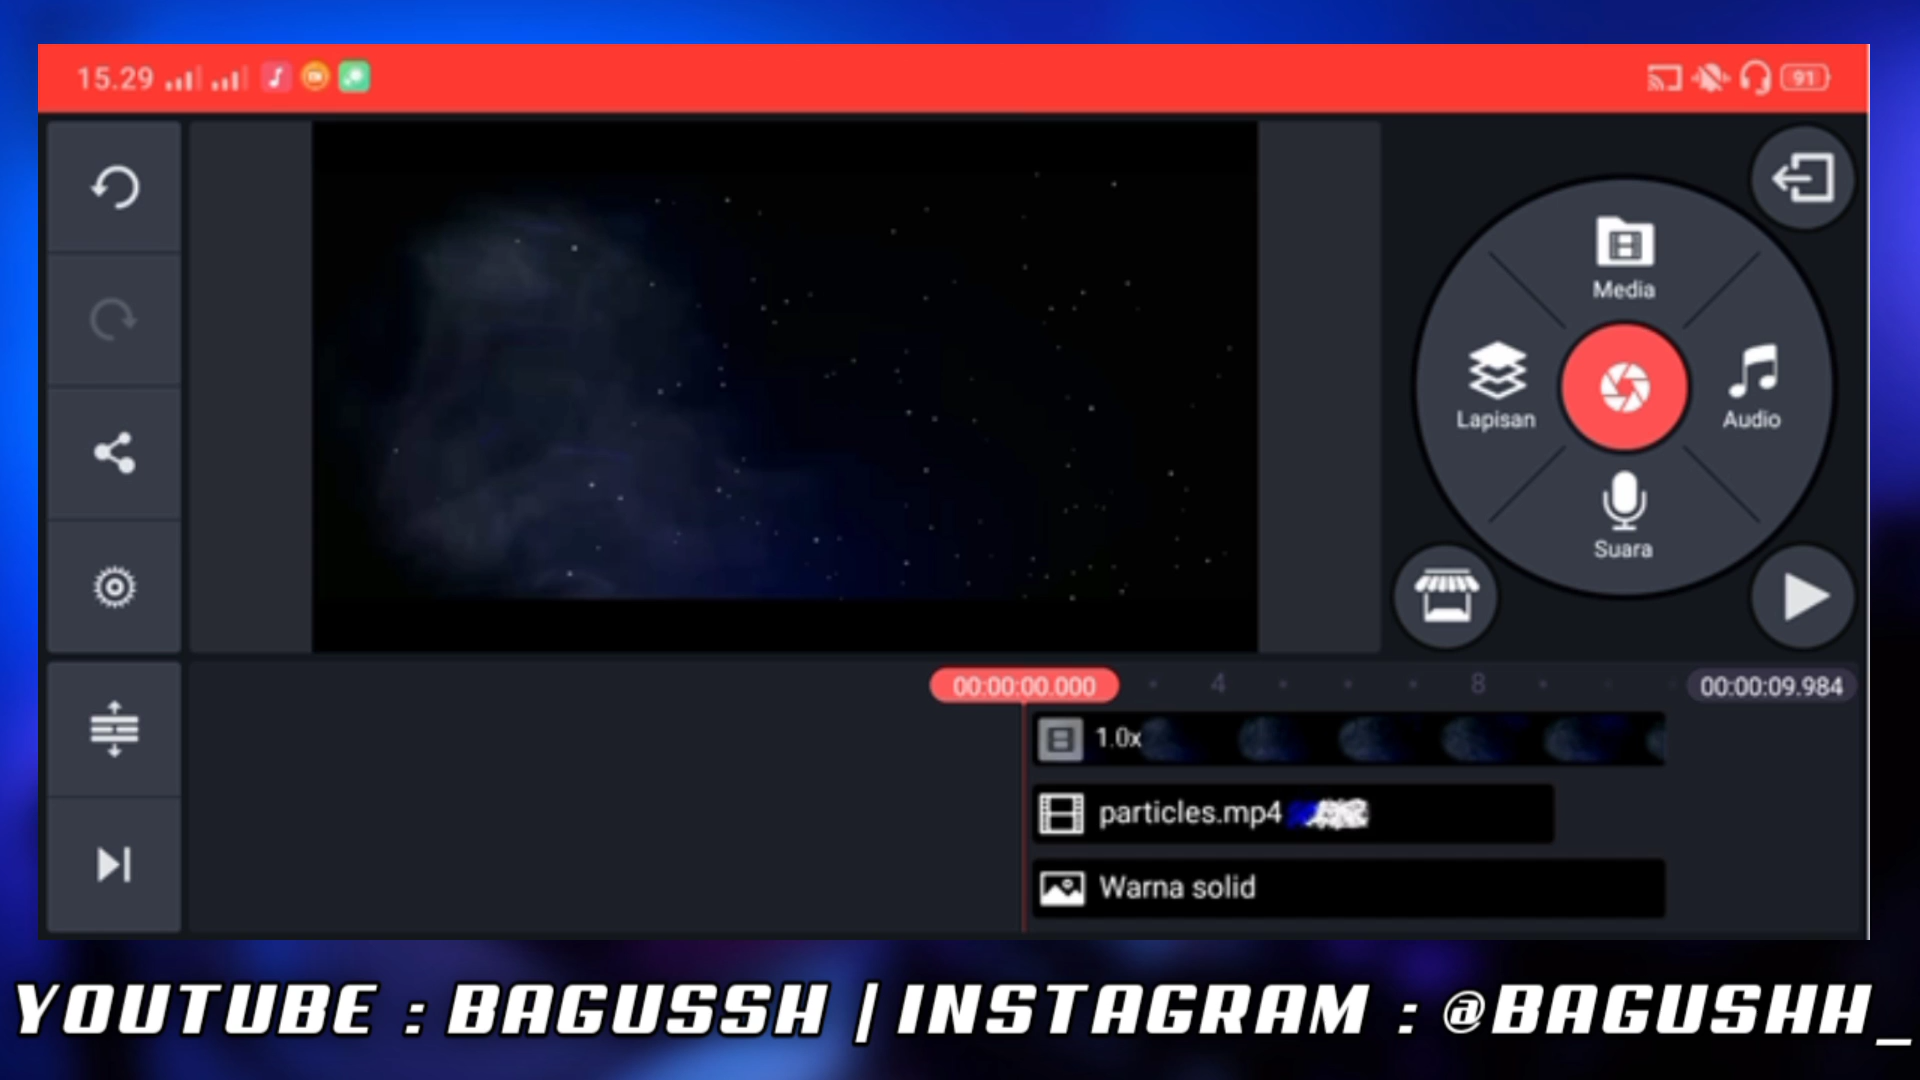 15.29
91
Media
Lapisan
Audio
Suara
00:00:00.000
4
8
00:00:09.984
1.0x
particles.mp4
Warna solid
YOUTUBE : BAGUSSH | INSTAGRAM : @BAGUSHH_